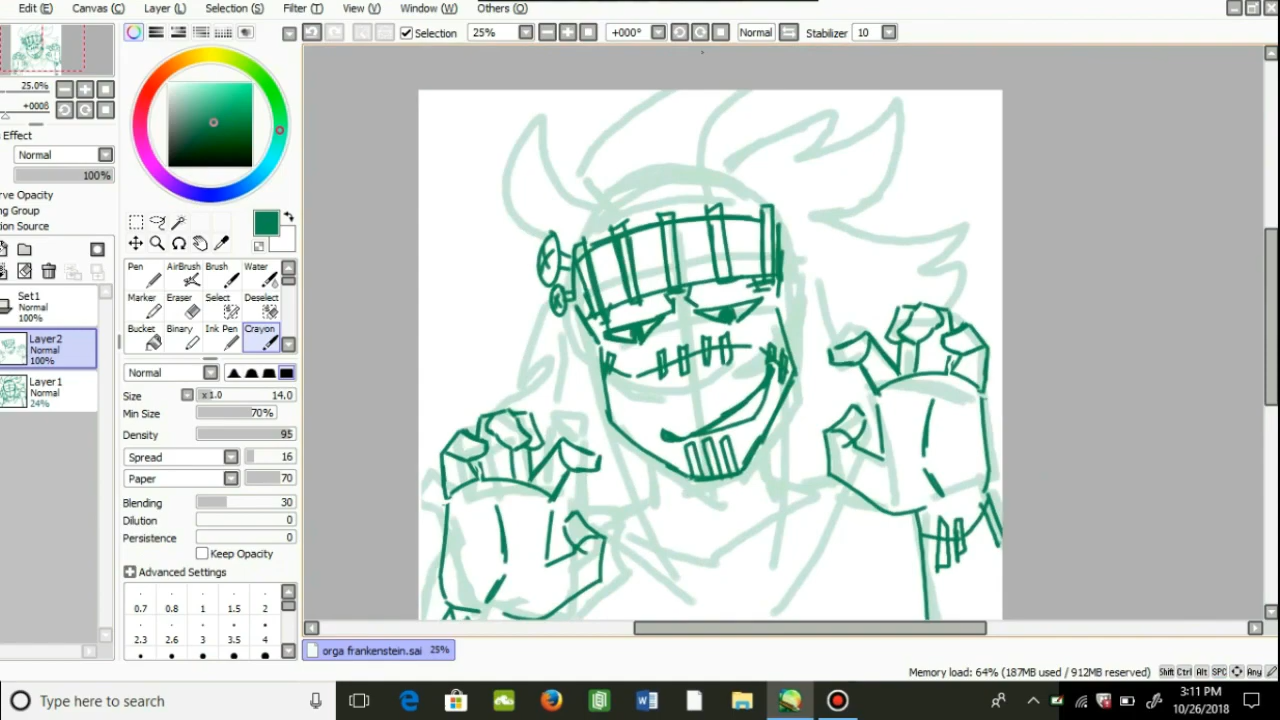 Edit (E) Canvas (C) Layer (L) Selection (S) Filter (T) View (V) Window (W) Others (O)
Selection 25% +000° Normal Stabilizer 10
25.0%
+0008
Effect
Normal
100%
rve Opacity
ng Group
tion Source
Set1
Normal
100%
Layer2
Normal
100%
Layer1
Normal
24%
Pen AirBrush Brush Water
Marker Eraser Select Deselect
Bucket Binary Ink Pen Crayon
Normal
Size x1.0 14.0
Min Size 70%
Density 95
Spread 16
Paper 70
Blending 30
Dilution 0
Persistence 0
Keep Opacity
Advanced Settings
0.7 0.8 1 1.5 2
2.3 2.6 3 3.5 4
orga frankenstein.sai 25%
Memory load: 64% (187MB used / 912MB reserved) Shift Ctrl Alt SPC Any
Type here to search
3:11 PM
10/26/2018